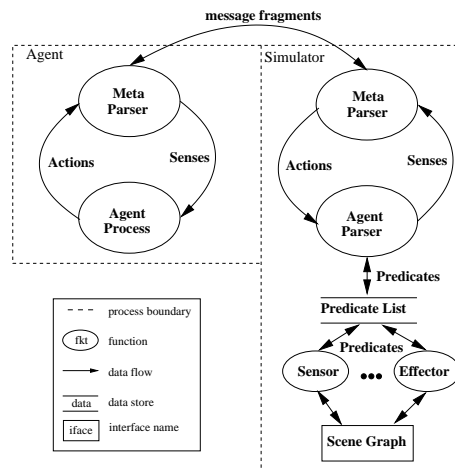 message fragments
Agent
Simulator
Meta
Parser
Meta
Parser
Actions
Senses
Actions
Senses
Agent
Process
Agent
Parser
Predicates
Predicate List
Predicates
Sensor
Effector
Scene Graph
process boundary
fkt
function
data flow
data
data store
iface
interface name